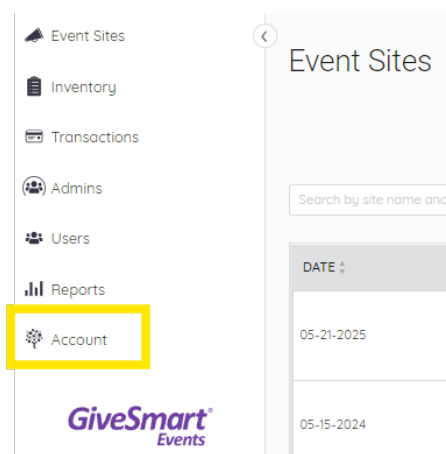 Event Sites
Inventory
Transactions
Admins
Users
Reports
Account
GiveSmart®
Events
Event Sites
Search by site name and
DATE
05-21-2025
05-15-2024